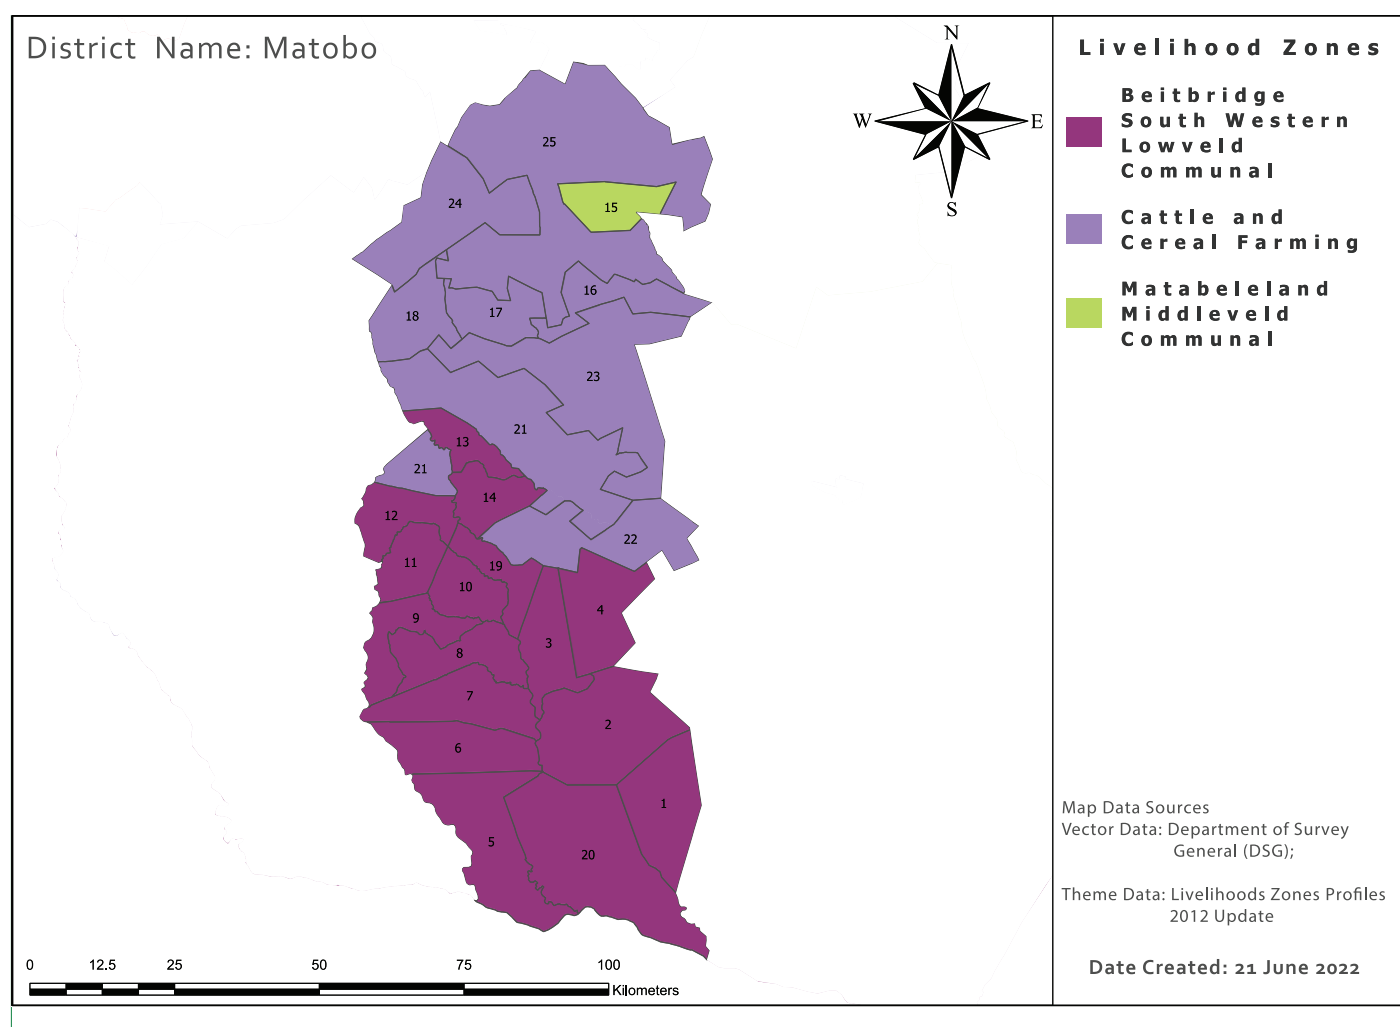 District Name: Matobo
N
W
E
S
25
24
15
16
17
18
23
21
13
21
14
12
22
11
19
10
9
4
3
8
7
2
6
1
5
20
0 12.5 25 50 75 100
Kilometers
Livelihood Zones
Beitbridge
South Western
Lowveld
Communal
Cattle and
Cereal Farming
Matabeleland
Middleveld
Communal
Map Data Sources
Vector Data: Department of Survey
General (DSG);
Theme Data: Livelihoods Zones Profiles
2012 Update
Date Created: 21 June 2022